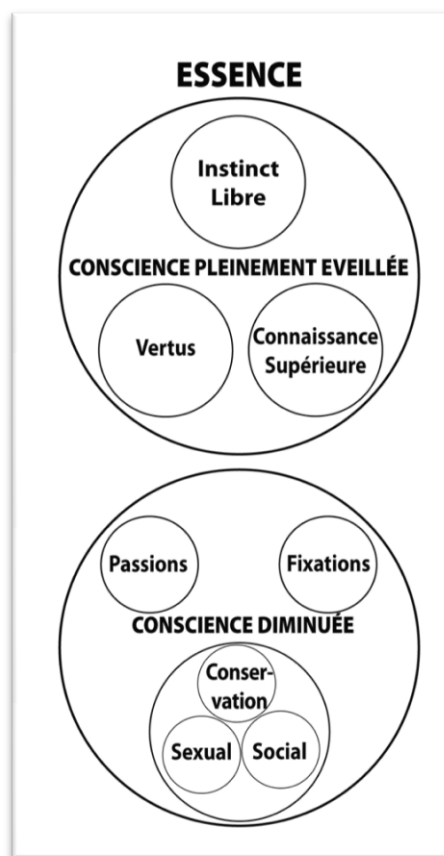 ESSENCE
Instinct
Libre
CONSCIENCE PLEINEMENT EVEILLÉE
Vertus
Connaissance
Supérieure
Passions
Fixations
CONSCIENCE DIMINUÉE
Conser-
vation
Sexual
Social